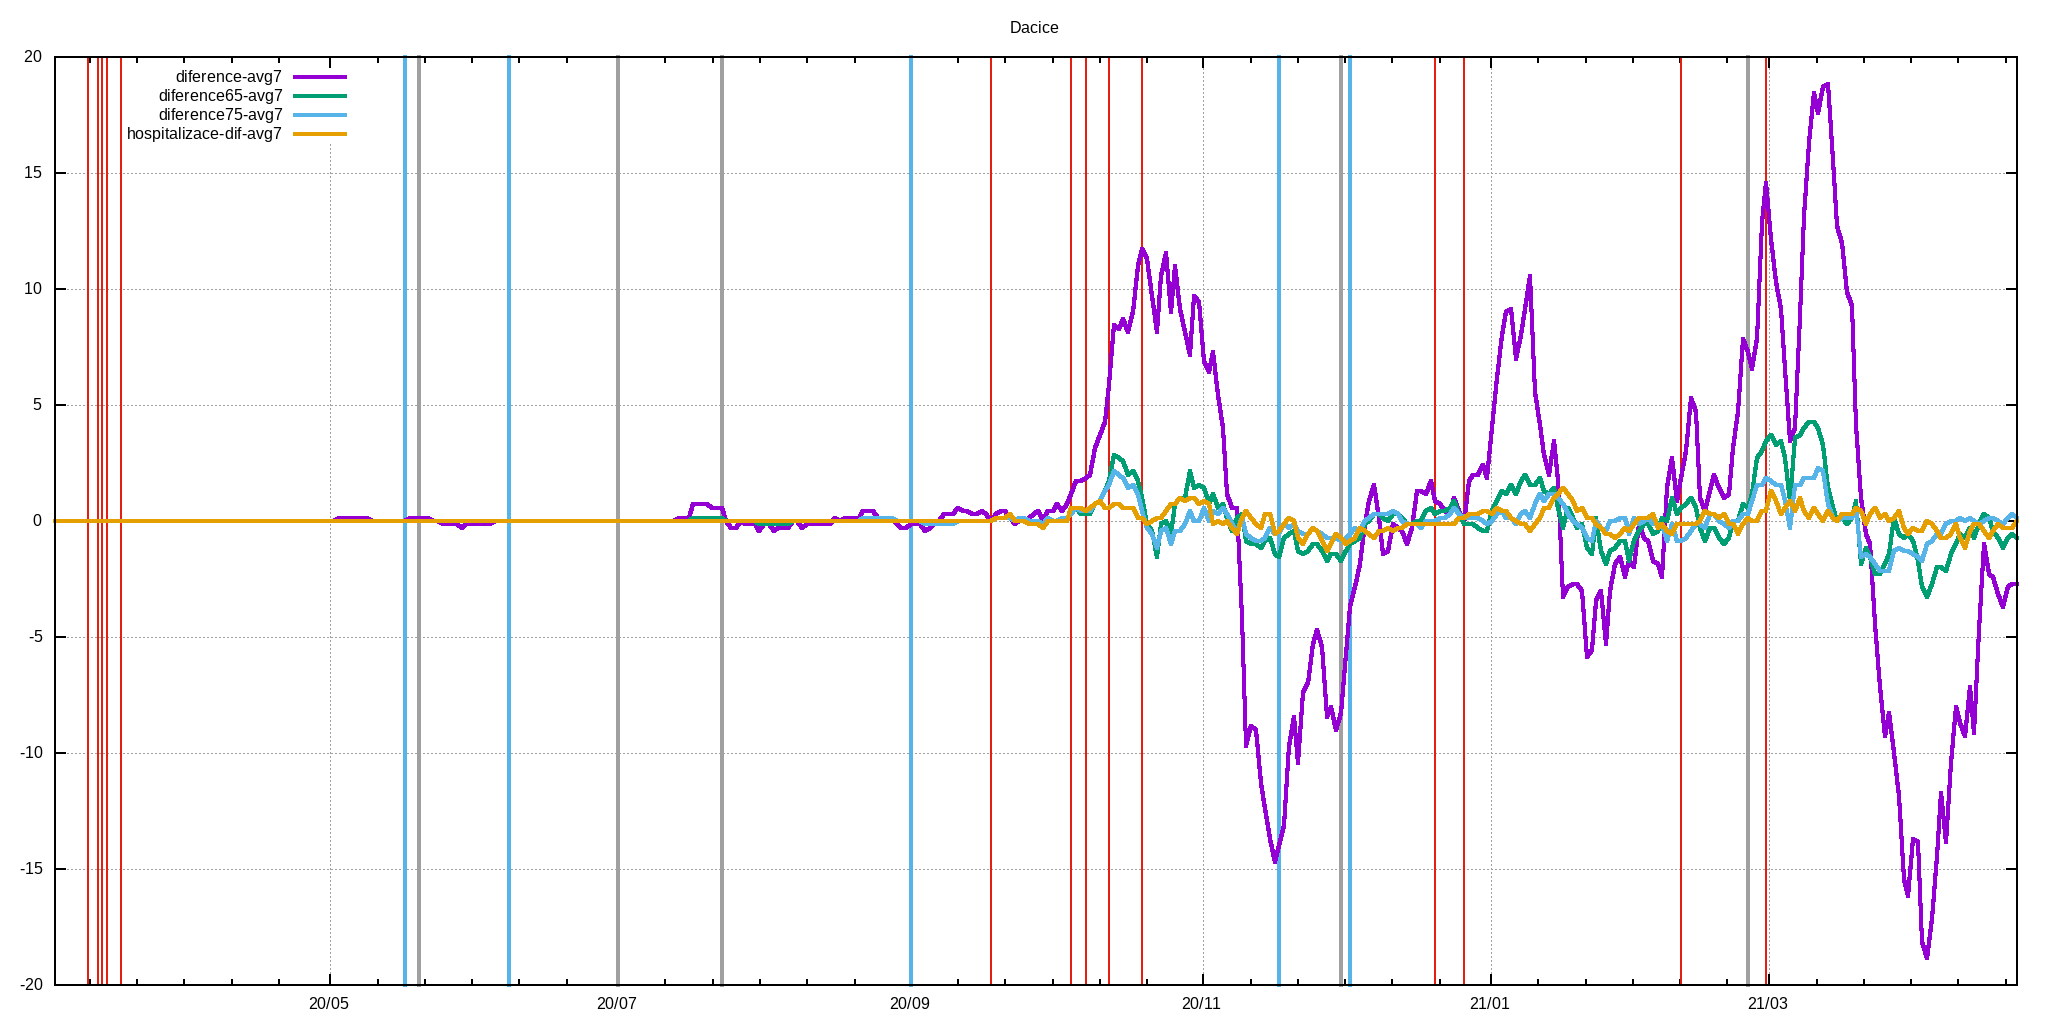 Dacice
20
diference-avg7
diference65-avg7
diference75-avg7
hospitalizace-dif-avg7
15
10
5
0
-5
-10
-15
-20
20/05 20/07 20/09 20/11 21/01 21/03